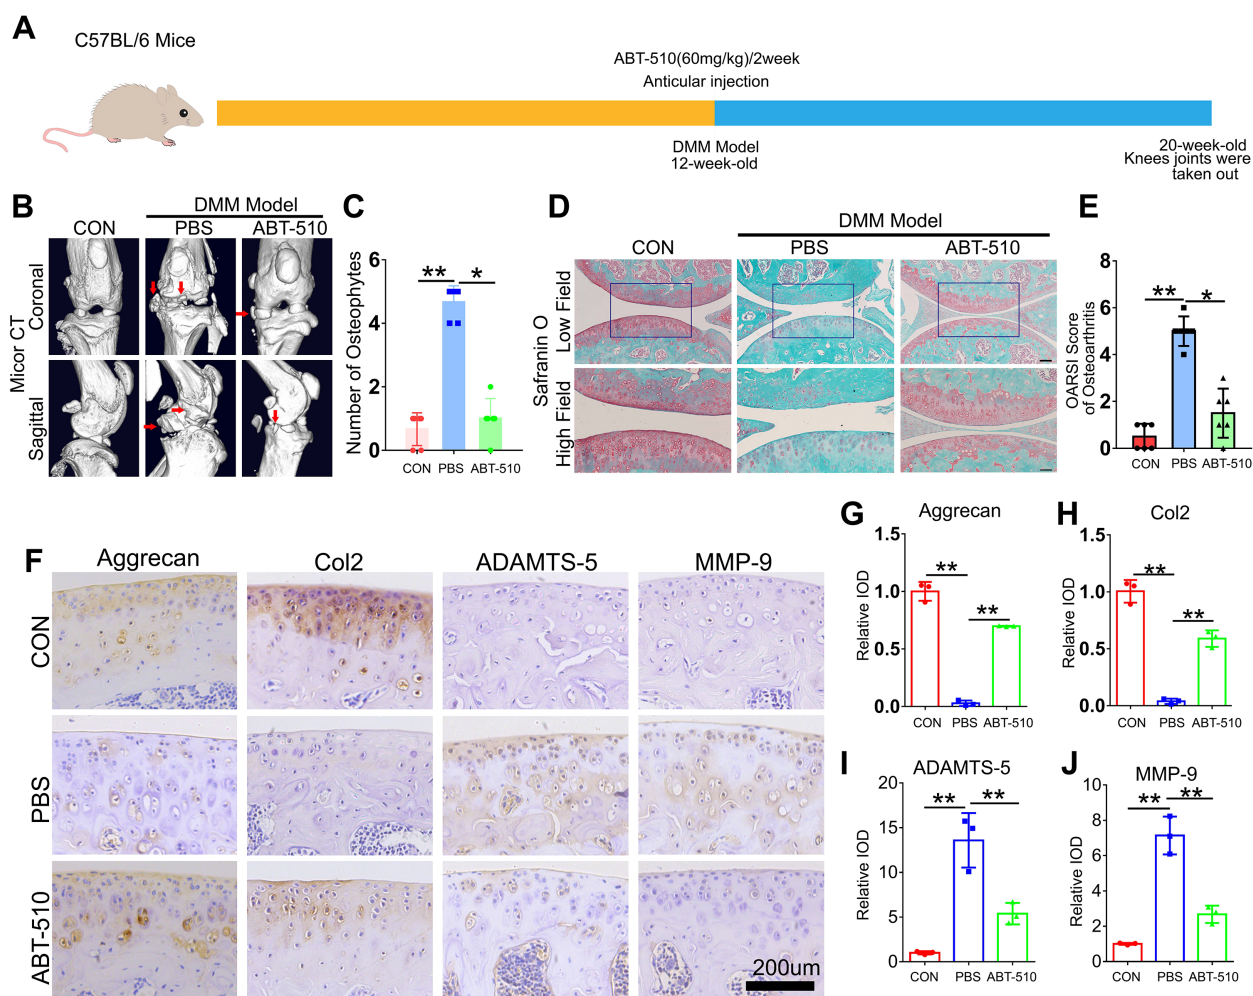 A
C57BL/6 Mice
ABT-510(60mg/kg)/2week
Anticular injection
DMM Model
12-week-old
20-week-old
Knees joints were
taken out
B
DMM Model
CON
PBS
ABT-510
Micor CT
Coronal
Sagittal
C
Number of Osteophytes
6
4
2
0
**
*
CON
PBS
ABT-510
D
DMM Model
CON
PBS
ABT-510
Safranin O
Low Field
High Field
E
OARSI Score
of Osteoarthritis
8
6
4
2
0
**
*
CON
PBS
ABT-510
F
Aggrecan
Col2
ADAMTS-5
MMP-9
CON
PBS
ABT-510
200um
G
Aggrecan
Relative IOD
1.5
1.0
0.5
0.0
**
**
CON
PBS
ABT-510
H
Col2
Relative IOD
1.5
1.0
0.5
0.0
**
**
CON
PBS
ABT-510
I
ADAMTS-5
Relative IOD
20
15
10
5
0
**
**
CON
PBS
ABT-510
J
MMP-9
Relative IOD
10
8
6
4
2
0
**
**
CON
PBS
ABT-510